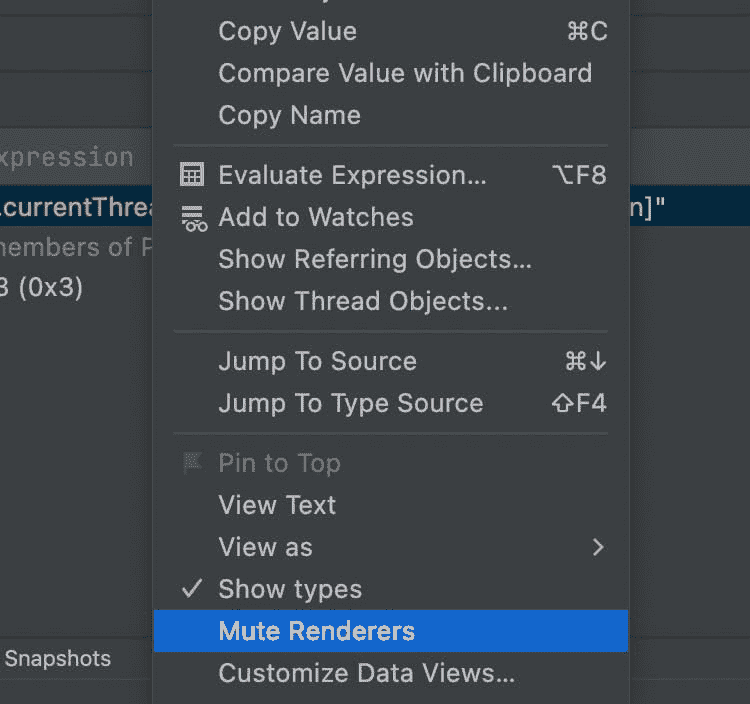 Copy Value ⌘C
Compare Value with Clipboard
Copy Name
xpression
Evaluate Expression... ⌥F8
.currentThrea n]"
Add to Watches
members of P
Show Referring Objects...
3 (0x3)
Show Thread Objects...
Jump To Source ⌘↓
Jump To Type Source ⇧F4
Pin to Top
View Text
View as >
✓ Show types
Mute Renderers
Snapshots
Customize Data Views...